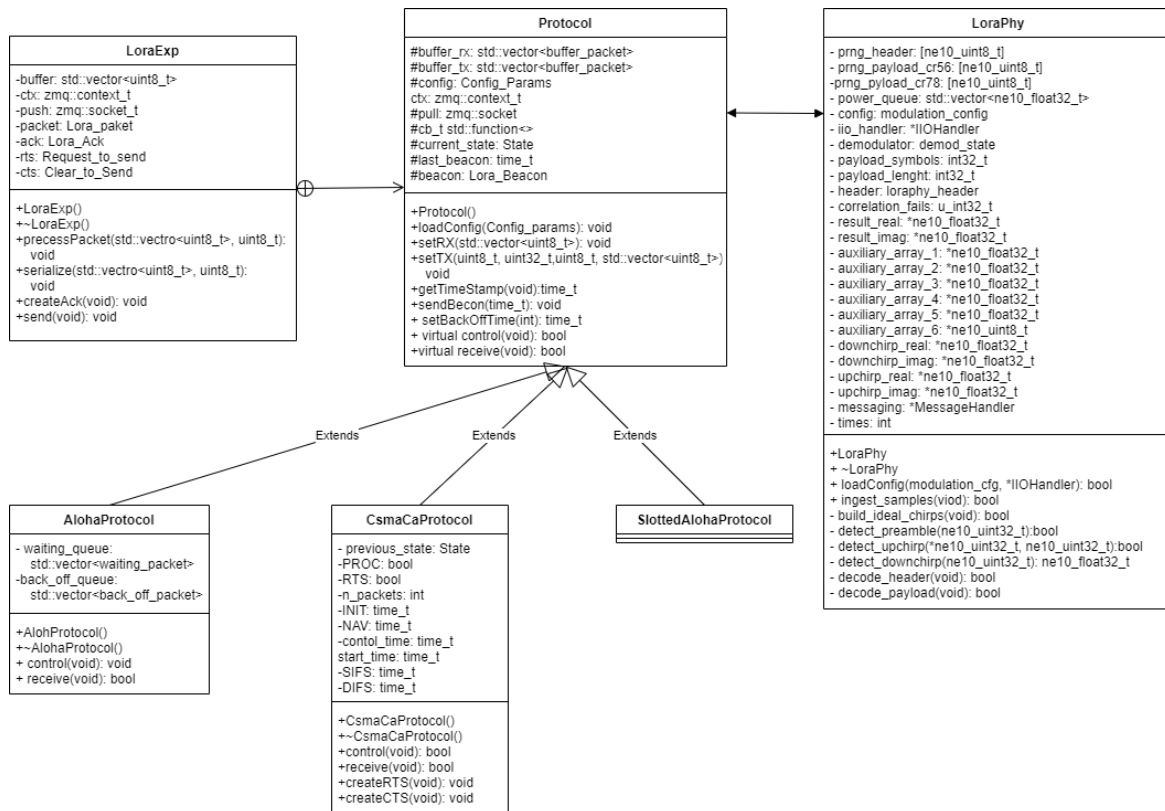 LoraExp
-buffer: std::vector<uint8_t>
-ctx: zmq::context_t
-push: zmq::socket_t
-packet: Lora_paket
-ack: Lora_Ack
-rts: Request_to_send
-cts: Clear_to_Send
+LoraExp()
+~LoraExp()
+precessPacket(std::vectro<uint8_t>, uint8_t):
void
+serialize(std::vectro<uint8_t>, uint8_t):
void
+createAck(void): void
+send(void): void
Protocol
#buffer_rx: std::vector<buffer_packet>
#buffer_tx: std::vector<buffer_packet>
#config: Config_Params
ctx: zmq::context_t
#pull: zmq::socket
#cb_t std::function<>
#current_state: State
#last_beacon: time_t
#beacon: Lora_Beacon
+Protocol()
+loadConfig(Config_params): void
+setRX(std::vector<uint8_t>): void
+setTX(uint8_t, uint32_t,uint8_t, std::vector<uint8_t>)
void
+getTimeStamp(void):time_t
+sendBecon(time_t): void
+ setBackOffTime(int): time_t
+ virtual control(void): bool
+virtual receive(void): bool
LoraPhy
- prng_header: [ne10_uint8_t]
- prng_payload_cr56: [ne10_uint8_t]
-prng_pyload_cr78: [ne10_uint8_t]
- power_queue: std::vector<ne10_float32_t>
- config: modulation_config
- iio_handler: *IIOHandler
- demodulator: demod_state
- payload_symbols: int32_t
- payload_lenght: int32_t
- header: loraphy_header
- correlation_fails: u_int32_t
- result_real: *ne10_float32_t
- result_imag: *ne10_float32_t
- auxiliary_array_1: *ne10_float32_t
- auxiliary_array_2: *ne10_float32_t
- auxiliary_array_3: *ne10_float32_t
- auxiliary_array_4: *ne10_float32_t
- auxiliary_array_5: *ne10_float32_t
- auxiliary_array_6: *ne10_uint8_t
- downchirp_real: *ne10_float32_t
- downchirp_imag: *ne10_float32_t
- upchirp_real: *ne10_float32_t
- upchirp_imag: *ne10_float32_t
- messaging: *MessageHandler
- times: int
+LoraPhy
+ ~LoraPhy
+ loadConfig(modulation_cfg, *IIOHandler): bool
+ ingest_samples(viod): bool
- build_ideal_chirps(void): bool
- detect_preamble(ne10_uint32_t):bool
- detect_upchirp(*ne10_uint32_t, ne10_uint32_t):bool
- detect_downchirp(ne10_uint32_t): ne10_float32_t
- decode_header(void): bool
- decode_payload(void): bool
Extends
Extends
Extends
AlohaProtocol
- waiting_queue:
std::vector<waiting_packet>
-back_off_queue:
std::vector<back_off_packet>
+AlohProtocol()
+~AlohaProtocol()
+ control(void): void
+ receive(void): bool
CsmaCaProtocol
- previous_state: State
-PROC: bool
-RTS: bool
-n_packets: int
-INIT: time_t
-NAV: time_t
-contol_time: time_t
start_time: time_t
-SIFS: time_t
-DIFS: time_t
+CsmaCaProtocol()
+~CsmaCaProtocol()
+control(void): bool
+receive(void): bool
+createRTS(void): void
+createCTS(void): void
SlottedAlohaProtocol